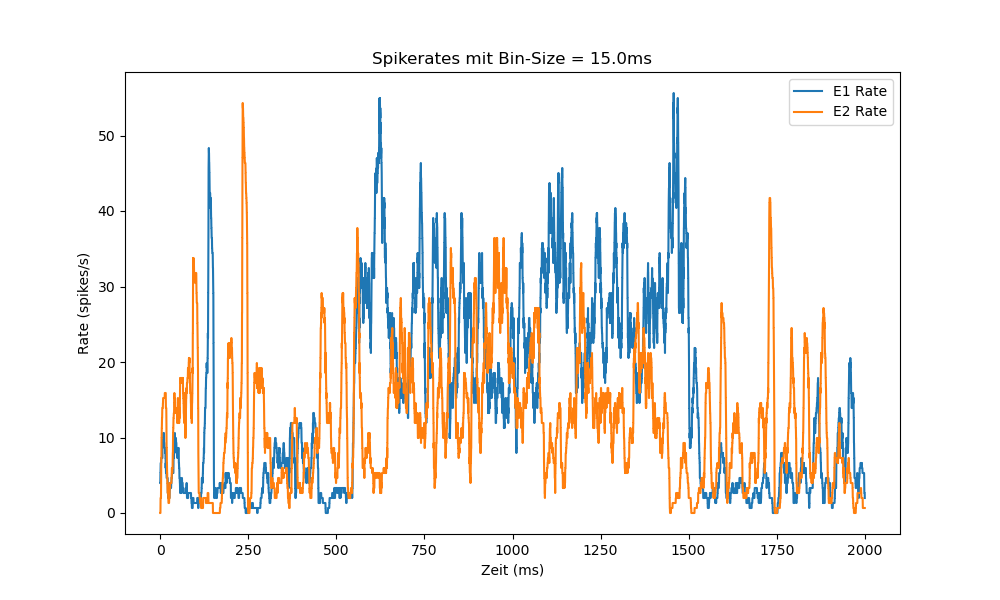 Spikerates mit Bin-Size = 15.0ms
E1 Rate
E2 Rate
Rate (spikes/s)
50
40
30
20
10
0
0 250 500 750 1000 1250 1500 1750 2000
Zeit (ms)